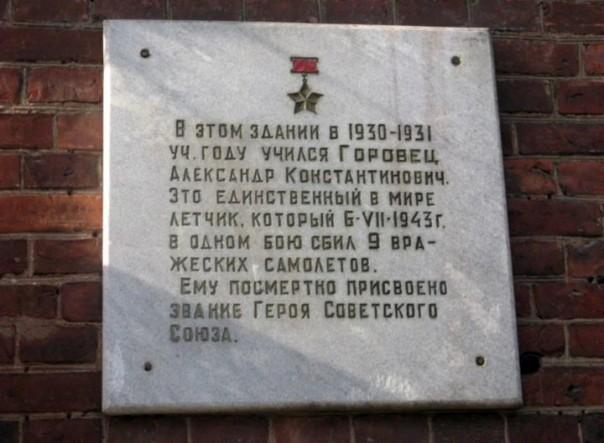 В этом здании в 1930-1931
уч. году учился Горовец
Александр Константинович.
Это единственный в мире
летчик, который 6-VII-1943г.
в одном бою сбил 9 вра-
жеских самолетов.
Ему посмертно присвоено
звание Героя Советского
Союза.